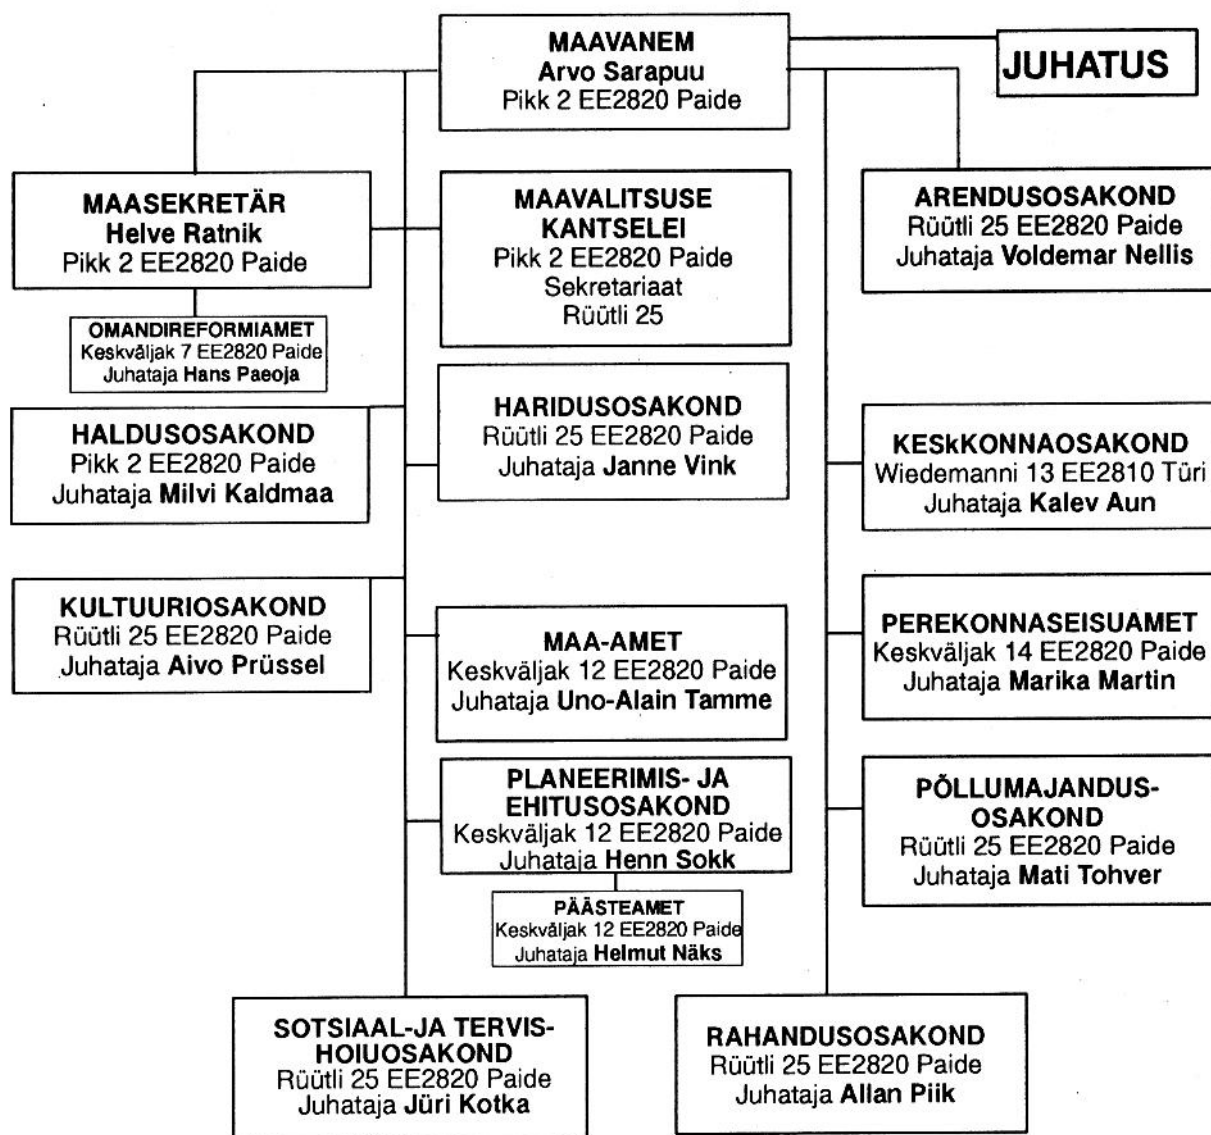 MAAVANEM
Arvo Sarapuu
Pikk 2 EE2820 Paide
JUHATUS
MAASEKRETÄR
Helve Ratnik
Pikk 2 EE2820 Paide
MAAVALITSUSE
KANTSELEI
Pikk 2 EE2820 Paide
Sekretariaat
Rüütli 25
ARENDUSOSAKOND
Rüütli 25 EE2820 Paide
Juhataja Voldemar Nellis
OMANDIREFORMIAMET
Keskväljak 7 EE2820 Paide
Juhataja Hans Paeoja
HALDUSOSAKOND
Pikk 2 EE2820 Paide
Juhataja Milvi Kaldmaa
HARIDUSOSAKOND
Rüütli 25 EE2820 Paide
Juhataja Janne Vink
KESkKONNAOSAKOND
Wiedemanni 13 EE2810 Türi
Juhataja Kalev Aun
KULTUURIOSAKOND
Rüütli 25 EE2820 Paide
Juhataja Aivo Prüssel
MAA-AMET
Keskväljak 12 EE2820 Paide
Juhataja Uno-Alain Tamme
PEREKONNASEISUAMET
Keskväljak 14 EE2820 Paide
Juhataja Marika Martin
PLANEERIMIS- JA
EHITUSOSAKOND
Keskväljak 12 EE2820 Paide
Juhataja Henn Sokk
PÕLLUMAJANDUS-
OSAKOND
Rüütli 25 EE2820 Paide
Juhataja Mati Tohver
PÄÄSTEAMET
Keskväljak 12 EE2820 Paide
Juhataja Helmut Näks
SOTSIAAL-JA TERVIS-
HOIUOSAKOND
Rüütli 25 EE2820 Paide
Juhataja Jüri Kotka
RAHANDUSOSAKOND
Rüütli 25 EE2820 Paide
Juhataja Allan Piik